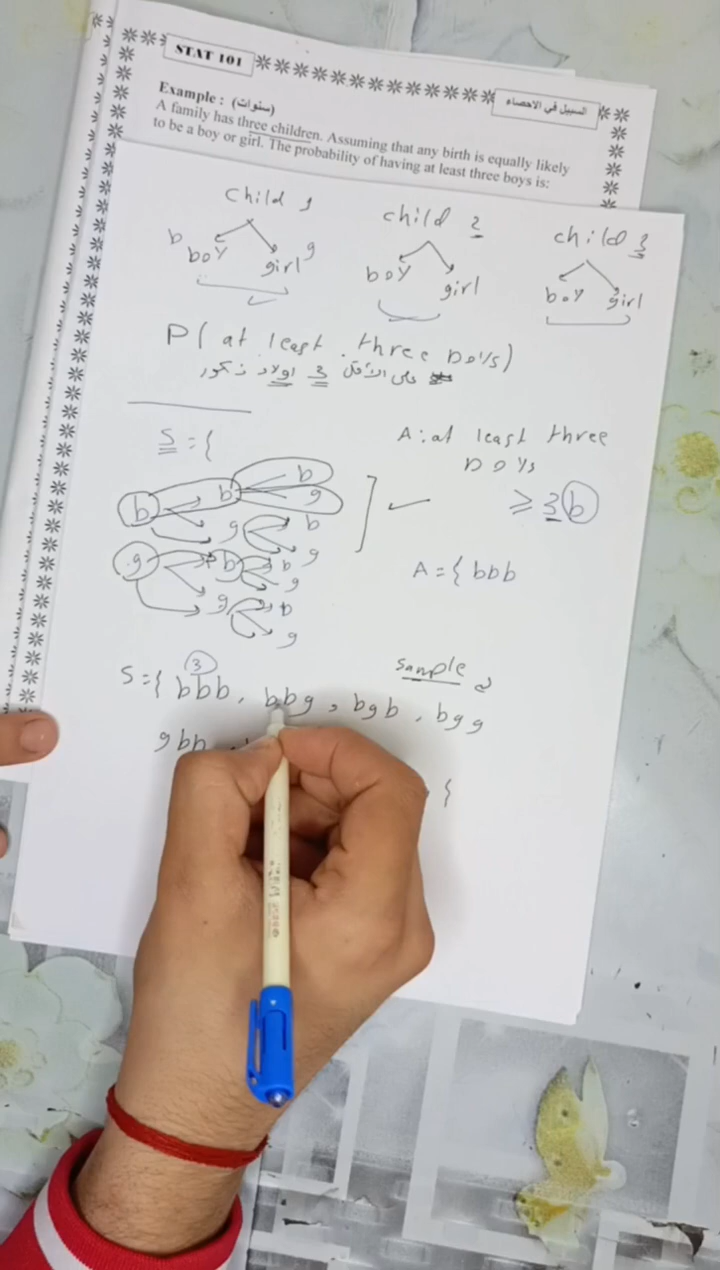 STAT 101
السبيل في الاحصاء
Example : (سنوات)
A family has three children. Assuming that any birth is equally likely
to be a boy or girl. The probability of having at least three boys is:
child 1
child 2
child 3
b boy girl g
boy girl
boy girl
P( at least three boys)
على الأقل 3 اولاد ذكور
S = {
A: at least three
boys
≥ 3 b
b b b
g
g b
g
g b b
g
g b
g
A = { bbb
sample
3
S = { bbb , bbg , bgb , bgg
gbb ,
}